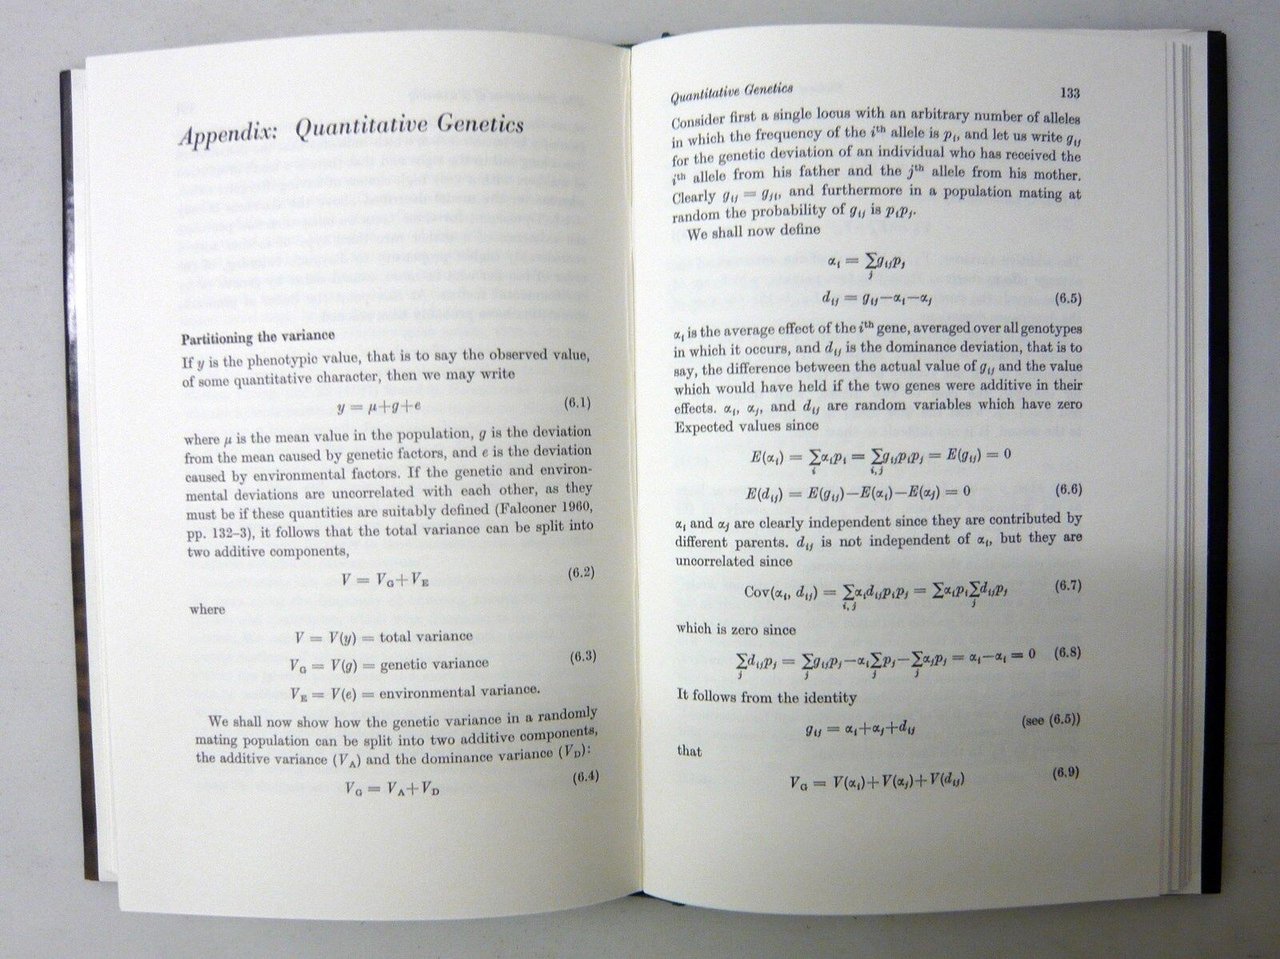 Appendix: Quantitative Genetics
Partitioning the variance
If y is the phenotypic value, that is to say the observed value,
of some quantitative character, then we may write
y = μ+g+e (6.1)
where μ is the mean value in the population, g is the deviation
from the mean caused by genetic factors, and e is the deviation
caused by environmental factors. If the genetic and environ-
mental deviations are uncorrelated with each other, as they
must be if these quantities are suitably defined (Falconer 1960,
pp. 132–3), it follows that the total variance can be split into
two additive components,
V = V_G+V_E (6.2)
where
V = V(y) = total variance
V_G = V(g) = genetic variance (6.3)
V_E = V(e) = environmental variance.
We shall now show how the genetic variance in a randomly
mating population can be split into two additive components,
the additive variance (V_A) and the dominance variance (V_D):
V_G = V_A+V_D (6.4)
Quantitative Genetics 133
Consider first a single locus with an arbitrary number of alleles
in which the frequency of the i^th allele is p_i, and let us write g_ij
for the genetic deviation of an individual who has received the
i^th allele from his father and the j^th allele from his mother.
Clearly g_ij = g_ji, and furthermore in a population mating at
random the probability of g_ij is p_i p_j.
We shall now define
α_i = ∑_j g_ij p_j
d_ij = g_ij−α_i−α_j (6.5)
α_i is the average effect of the i^th gene, averaged over all genotypes
in which it occurs, and d_ij is the dominance deviation, that is to
say, the difference between the actual value of g_ij and the value
which would have held if the two genes were additive in their
effects. α_i, α_j, and d_ij are random variables which have zero
Expected values since
E(α_i) = ∑_i α_i p_i = ∑_i,j g_ij p_i p_j = E(g_ij) = 0
E(d_ij) = E(g_ij)−E(α_i)−E(α_j) = 0 (6.6)
α_i and α_j are clearly independent since they are contributed by
different parents. d_ij is not independent of α_i, but they are
uncorrelated since
Cov(α_i, d_ij) = ∑_i,j α_i d_ij p_i p_j = ∑α_i p_i ∑_j d_ij p_j (6.7)
which is zero since
∑_j d_ij p_j = ∑_j g_ij p_j−α_i ∑_j p_j−∑_j α_j p_j = α_i−α_i = 0 (6.8)
It follows from the identity
g_ij = α_i+α_j+d_ij (see (6.5))
that
V_G = V(α_i)+V(α_j)+V(d_ij) (6.9)